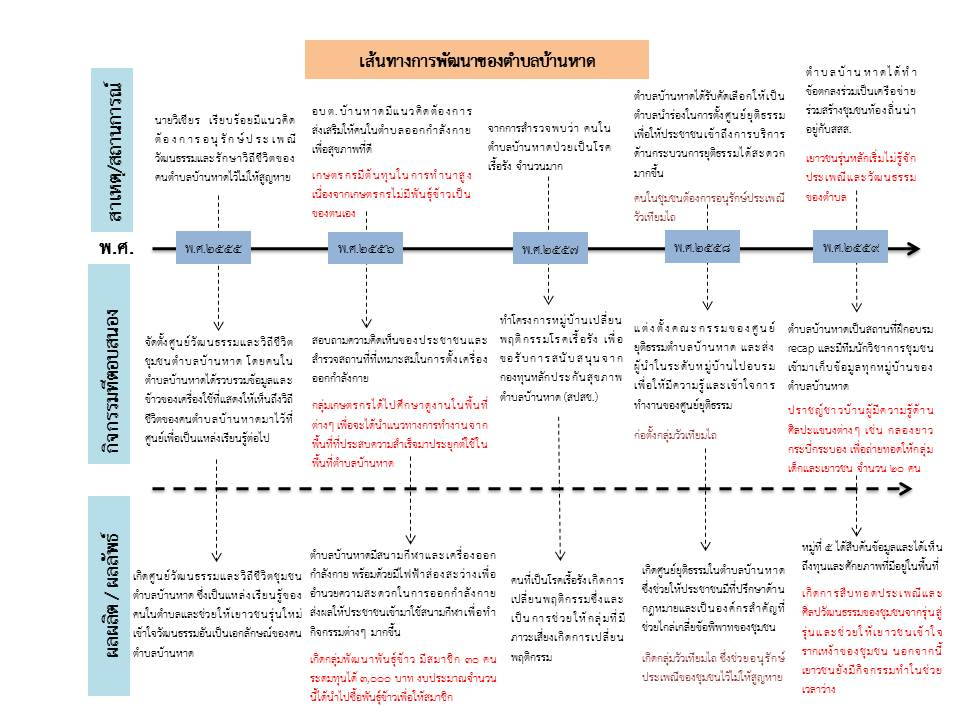 เส้นทางการพัฒนาของตำบลบ้านหาด
สาเหตุ/สถานการณ์
นายวิเชียร เรียบร้อยมีแนวคิด
ต้องการอนุรักษ์ประเพณี
วัฒนธรรมและรักษาวิถีชีวิตของ
คนตำบลบ้านหาดไว้ไม่ให้สูญหาย
อบต.บ้านหาดมีแนวคิดต้องการ
ส่งเสริมให้คนในตำบลออกกำลังกาย
เพื่อสุขภาพที่ดี
เกษตรกรมีต้นทุนในการทำนาสูง
เนื่องจากเกษตรกรไม่มีพันธุ์ข้าวเป็น
ของตนเอง
จากการสำรวจพบว่า คนใน
ตำบลบ้านหาดป่วยเป็นโรค
เรื้อรัง จำนวนมาก
ตำบลบ้านหาดได้รับคัดเลือกให้เป็น
ตำบลนำร่องในการตั้งศูนย์ยุติธรรม
เพื่อให้ประชาชนเข้าถึงการบริการ
ด้านกระบวนการยุติธรรมได้สะดวก
มากขึ้น
คนในชุมชนต้องการอนุรักษ์ประเพณี
วัวเทียมไถ
ตำบลบ้านหาดได้ทำ
ข้อตกลงร่วมเป็นเครือข่าย
ร่วมสร้างชุมชนท้องถิ่นน่า
อยู่กับสสส.
เยาวชนรุ่นหลักเริ่มไม่รู้จัก
ประเพณีและวัฒนธรรม
ของตำบล
พ.ศ.
พ.ศ.๒๕๕๕
พ.ศ.๒๕๕๖
พ.ศ.๒๕๕๗
พ.ศ.๒๕๕๘
พ.ศ.๒๕๕๙
กิจกรรมที่ตอบสนอง
จัดตั้งศูนย์วัฒนธรรมและวิถีชีวิต
ชุมชนตำบลบ้านหาด โดยคนใน
ตำบลบ้านหาดได้รวบรวมข้อมูลและ
ข้าวของเครื่องใช้ที่แสดงให้เห็นถึงวิถี
ชีวิตของคนตำบลบ้านหาดมาไว้ที่
ศูนย์เพื่อเป็นแหล่งเรียนรู้ต่อไป
สอบถามความคิดเห็นของประชาชนและ
สำรวจสถานที่ที่เหมาะสมในการตั้งเครื่อง
ออกกำลังกาย
กลุ่มเกษตรกรได้ไปศึกษาดูงานในพื้นที่
ต่างๆ เพื่อจะได้นำแนวทางการทำงานจาก
พื้นที่ที่ประสบความสำเร็จมาประยุกต์ใช้ใน
พื้นที่ตำบลบ้านหาด
ทำโครงการหมู่บ้านเปลี่ยน
พฤติกรรมโรคเรื้อรัง เพื่อ
ขอรับการสนับสนุนจาก
กองทุนหลักประกันสุขภาพ
ตำบลบ้านหาด (สปสช.)
แต่งตั้งคณะกรรมของศูนย์
ยุติธรรมตำบลบ้านหาด และส่ง
ผู้นำในระดับหมู่บ้านไปอบรม
เพื่อให้มีความรู้และเข้าใจการ
ทำงานของศูนย์ยุติธรรม
ก่อตั้งกลุ่มวัวเทียมไถ
ตำบลบ้านหาดเป็นสถานที่ฝึกอบรม
recap และมีทีมนักวิชาการชุมชน
เข้ามาเก็บข้อมูลทุกหมู่บ้านของ
ตำบลบ้านหาด
ปราชญ์ชาวบ้านผู้มีความรู้ด้าน
ศิลปะแขนงต่างๆ เช่น กลองยาว
กระบี่กระบอง เพื่อถ่ายทอดให้กลุ่ม
เด็กและเยาวชน จำนวน ๒๐ คน
ผลผลิต / ผลลัพธ์
เกิดศูนย์วัฒนธรรมและวิถีชีวิตชุมชน
ตำบลบ้านหาด ซึ่งเป็นแหล่งเรียนรู้ของ
คนในตำบลและช่วยให้เยาวชนรุ่นใหม่
เข้าใจวัฒนธรรมอันเป็นเอกลักษณ์ของคน
ตำบลบ้านหาด
ตำบลบ้านหาดมีสนามกีฬาและเครื่องออก
กำลังกาย พร้อมด้วยมีไฟฟ้าส่องสว่างเพื่อ
อำนวยความสะดวกในการออกกำลังกาย
ส่งผลให้ประชาชนเข้ามาใช้สนามกีฬาเพื่อทำ
กิจกรรมต่างๆ มากขึ้น
เกิดกลุ่มพัฒนาพันธุ์ข้าว มีสมาชิก ๓๐ คน
ระดมทุนได้ ๓,๐๐๐ บาท งบประมาณจำนวน
นี้ได้นำไปซื้อพันธุ์ข้าวเพื่อให้สมาชิก
คนที่เป็นโรคเรื้อรังเกิดการ
เปลี่ยนพฤติกรรมซึ่งและ
เป็นการช่วยให้กลุ่มที่มี
ภาวะเสี่ยงเกิดการเปลี่ยน
พฤติกรรม
เกิดศูนย์ยุติธรรมในตำบลบ้านหาด
ซึ่งช่วยให้ประชาชนมีที่ปรึกษาด้าน
กฎหมายและเป็นองค์กรสำคัญที่
ช่วยไกล่เกลี่ยข้อพิพาทของชุมชน
เกิดกลุ่มวัวเทียมไถ ซึ่งช่วยอนุรักษ์
ประเพณีของชุมชนไว้ไม่ให้สูญหาย
หมู่ที่ ๕ ได้สืบค้นข้อมูลและได้เห็น
ถึงทุนและศักยภาพที่มีอยู่ในพื้นที่
เกิดการสืบทอดประเพณีและ
ศิลปวัฒนธรรมของชุมชนจากรุ่นสู่
รุ่นและช่วยให้เยาวชนเข้าใจ
รากเหง้าของชุมชน นอกจากนี้
เยาวชนยังมีกิจกรรมทำในช่วง
เวลาว่าง